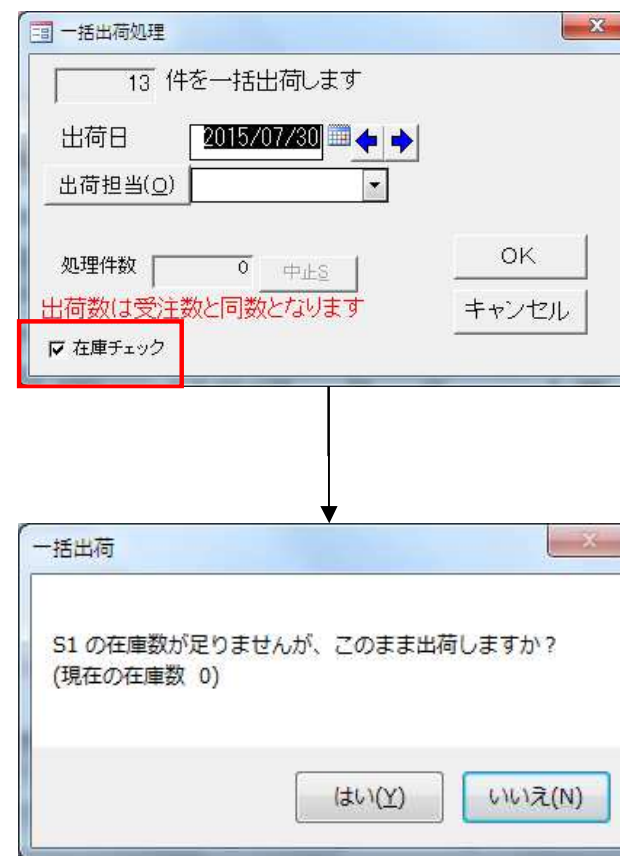 一括出荷処理
13 件を一括出荷します
出荷日 2015/07/30
出荷担当(O)
処理件数 0 中止S
OK
出荷数は受注数と同数となります
キャンセル
在庫チェック
一括出荷
S1 の在庫数が足りませんが、このまま出荷しますか?
(現在の在庫数 0)
はい(Y) いいえ(N)